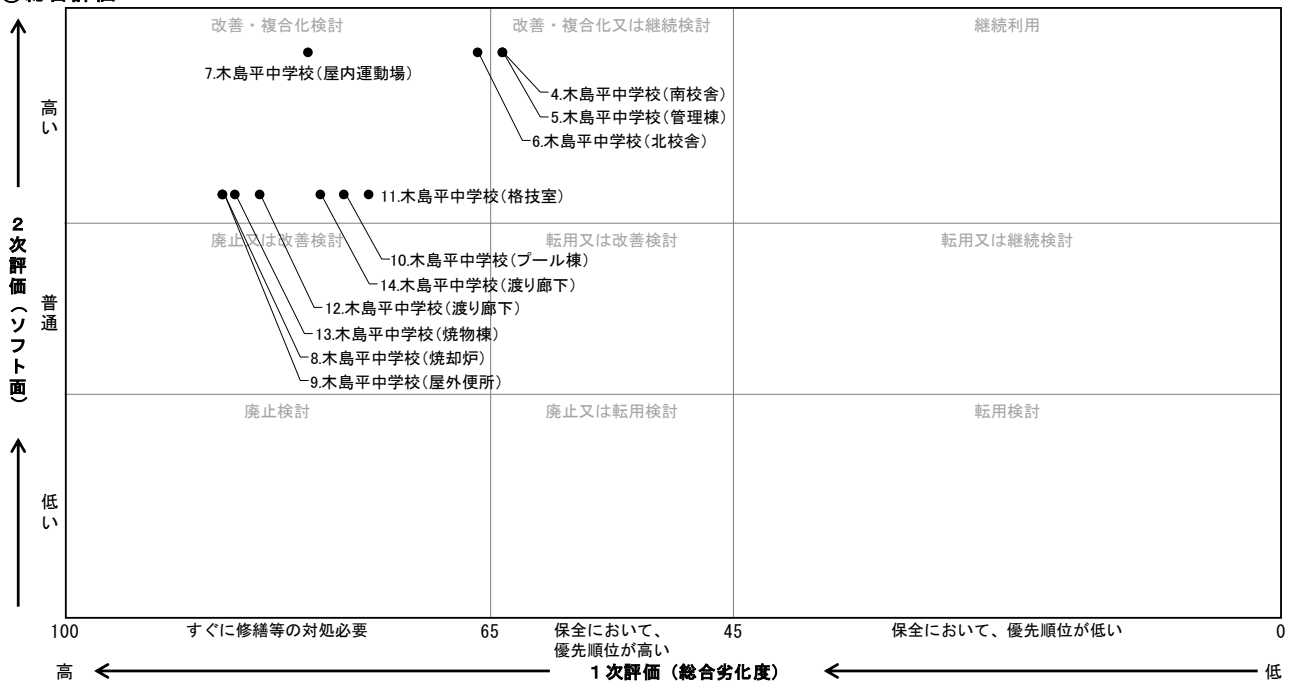 改善・複合化検討
改善・複合化又は継続検討
継続利用
7.木島平中学校(屋内運動場)
4.木島平中学校(南校舎)
5.木島平中学校(管理棟)
6.木島平中学校(北校舎)
11.木島平中学校(格技室)
高い
廃止又は改善検討
転用又は改善検討
転用又は継続検討
10.木島平中学校(プール棟)
14.木島平中学校(渡り廊下)
12.木島平中学校(渡り廊下)
13.木島平中学校(焼物棟)
8.木島平中学校(焼却炉)
9.木島平中学校(屋外便所)
2次評価(ソフト面)
普通
廃止検討
廃止又は転用検討
転用検討
低い
100
すぐに修繕等の対処必要
65
保全において、
優先順位が高い
45
保全において、優先順位が低い
0
高
1次評価(総合劣化度)
低